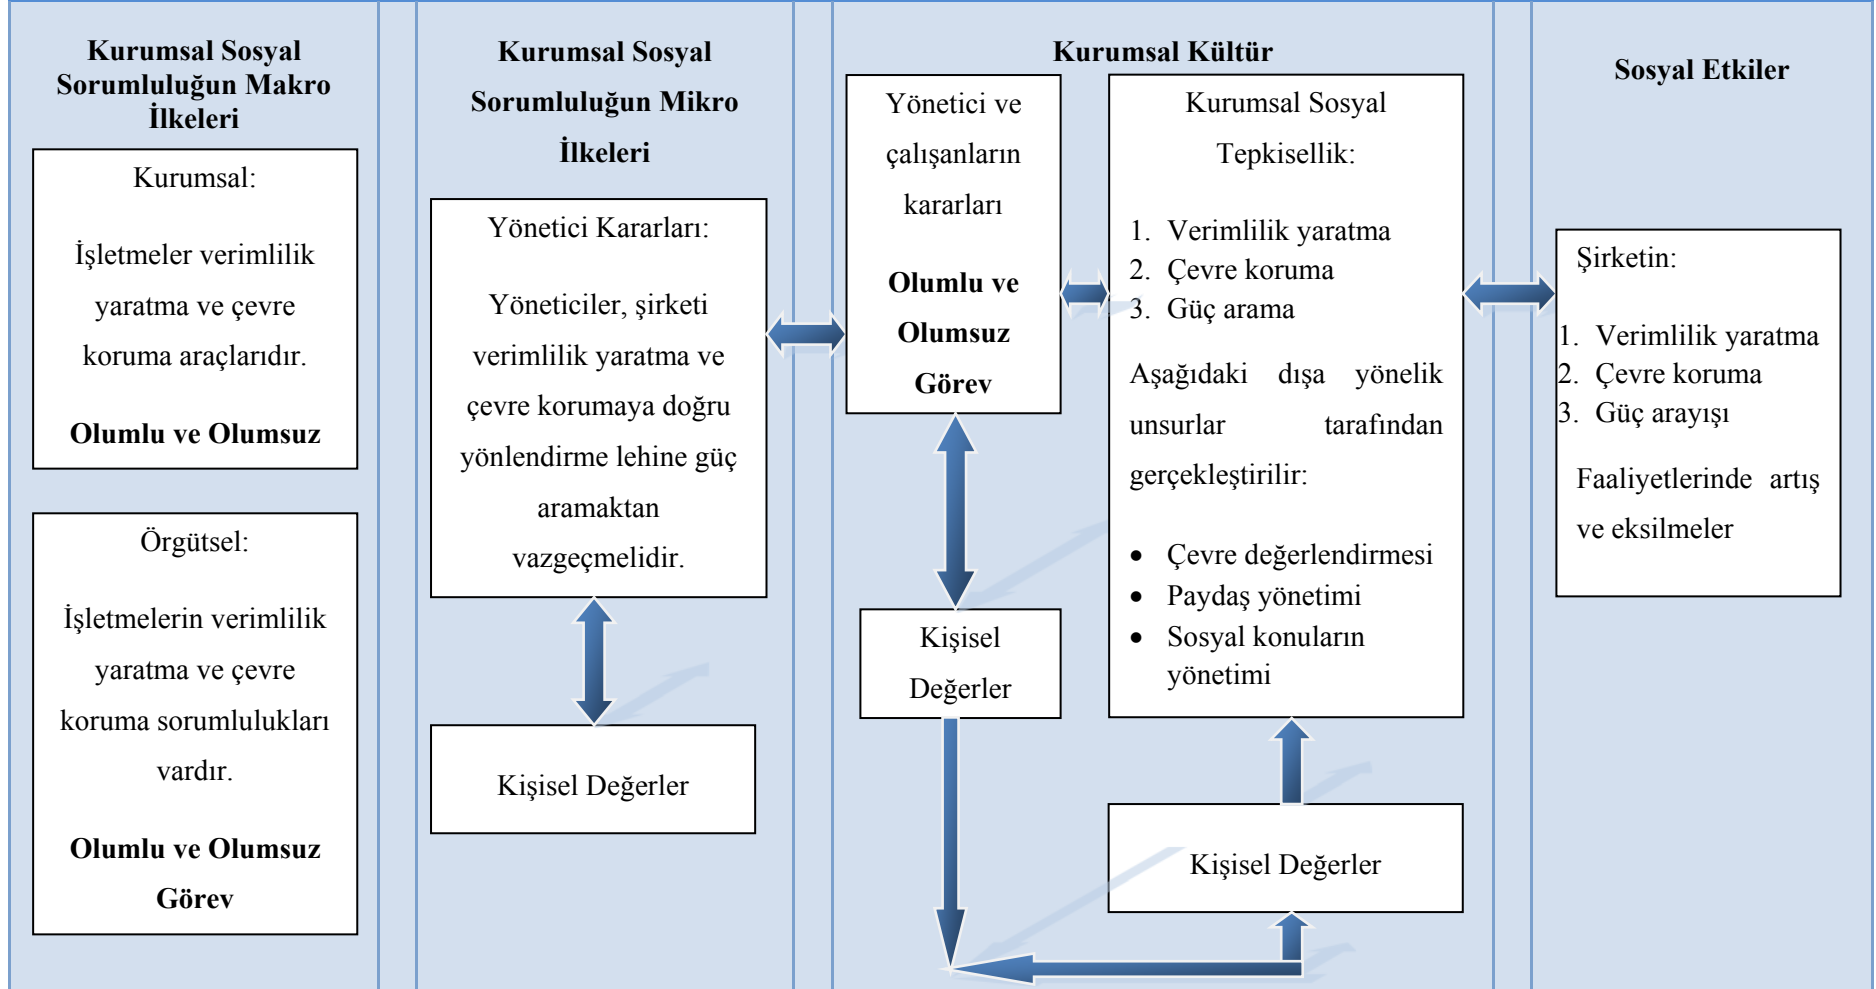 Kurumsal Sosyal
Sorumluluğun Makro
İlkeleri
Kurumsal:
İşletmeler verimlilik
yaratma ve çevre
koruma araçlarıdır.
Olumlu ve Olumsuz
Örgütsel:
İşletmelerin verimlilik
yaratma ve çevre
koruma sorumlulukları
vardır.
Olumlu ve Olumsuz
Görev
Kurumsal Sosyal
Sorumluluğun Mikro
İlkeleri
Yönetici Kararları:
Yöneticiler, şirketi
verimlilik yaratma ve
çevre korumaya doğru
yönlendirme lehine güç
aramaktan
vazgeçmelidir.
Kişisel Değerler
Kurumsal Kültür
Yönetici ve
çalışanların
kararları
Olumlu ve
Olumsuz
Görev
Kişisel
Değerler
Kurumsal Sosyal
Tepkisellik:
1. Verimlilik yaratma
2. Çevre koruma
3. Güç arama
Aşağıdaki dışa yönelik
unsurlar tarafından
gerçekleştirilir:
• Çevre değerlendirmesi
• Paydaş yönetimi
• Sosyal konuların
yönetimi
Kişisel Değerler
Sosyal Etkiler
Şirketin:
1. Verimlilik yaratma
2. Çevre koruma
3. Güç arayışı
Faaliyetlerinde artış
ve eksilmeler